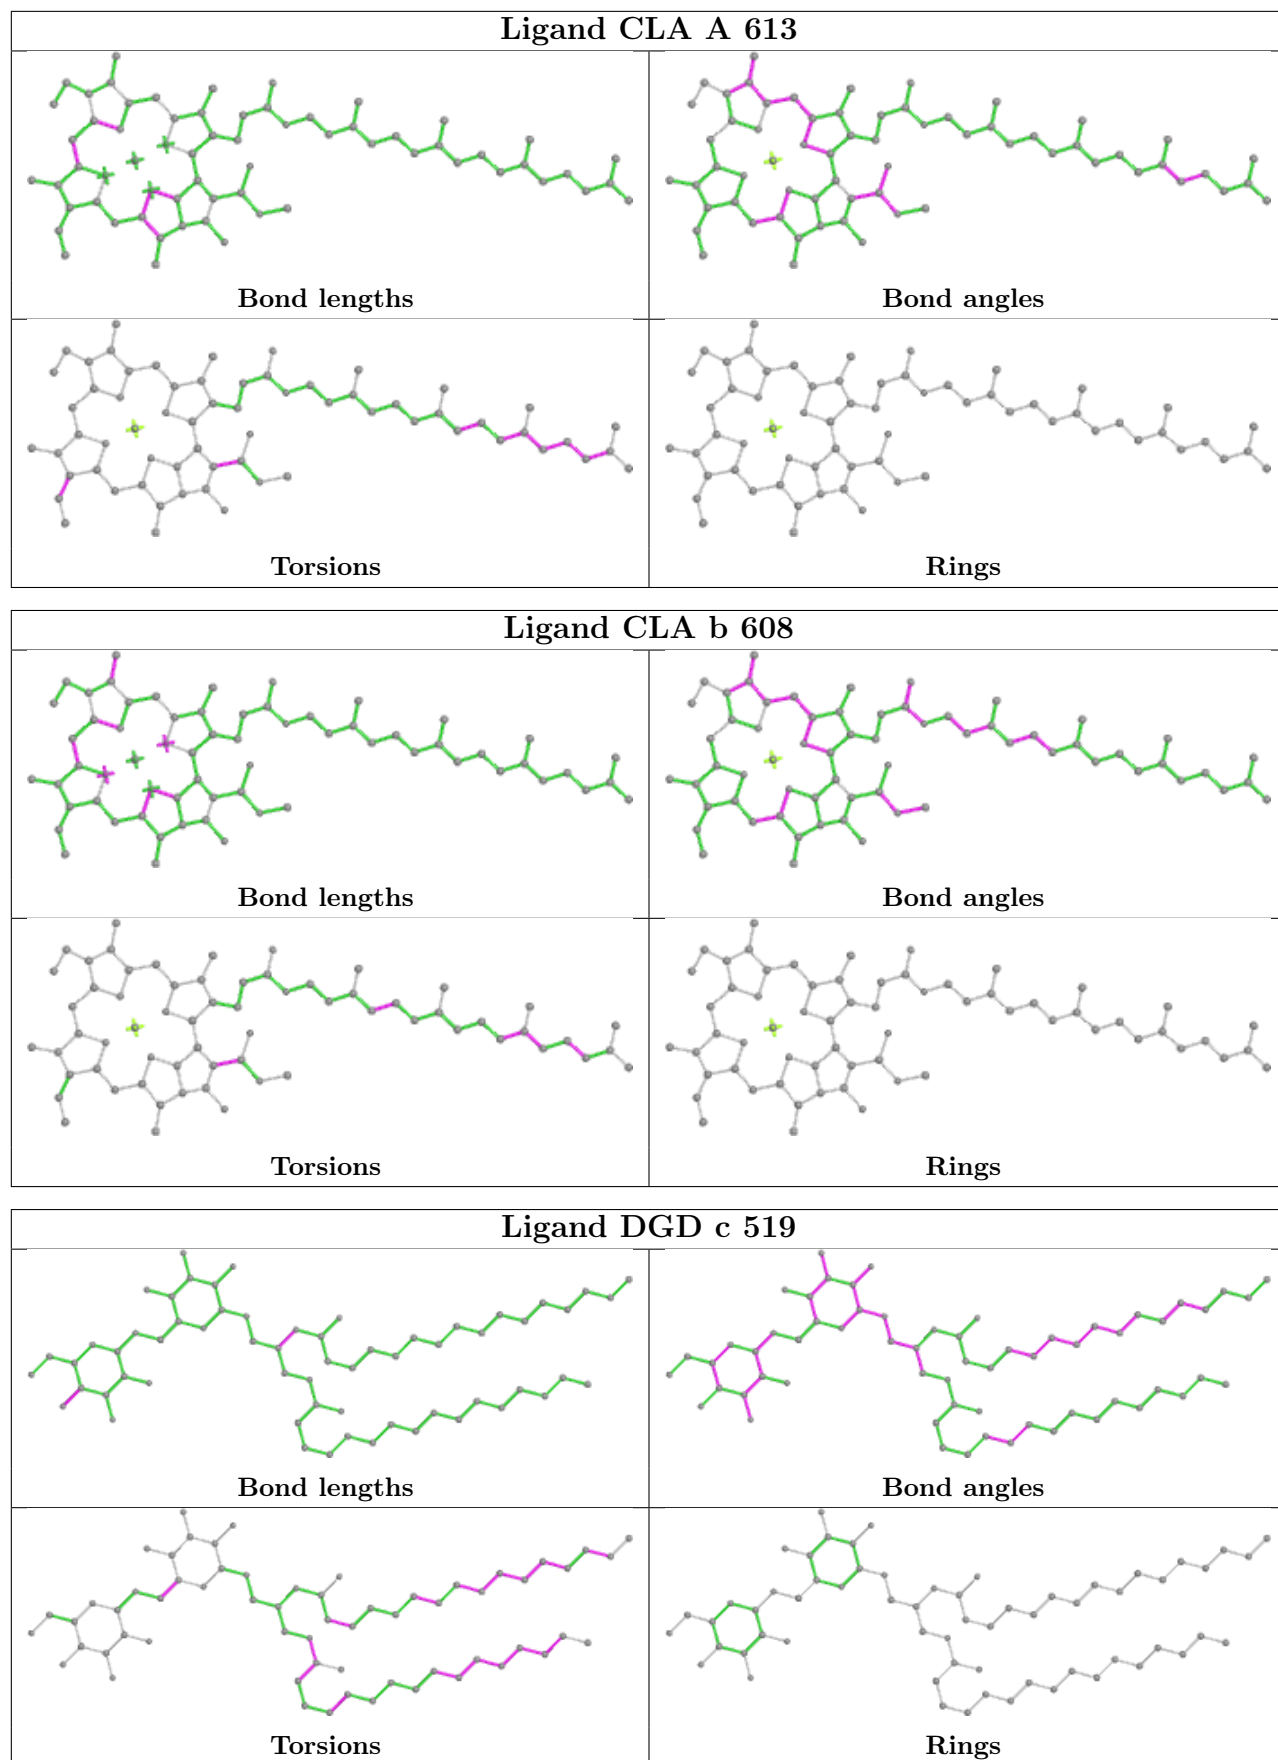 Ligand CLA A 613
Bond lengths
Bond angles
Torsions
Rings
Ligand CLA b 608
Bond lengths
Bond angles
Torsions
Rings
Ligand DGD c 519
Bond lengths
Bond angles
Torsions
Rings